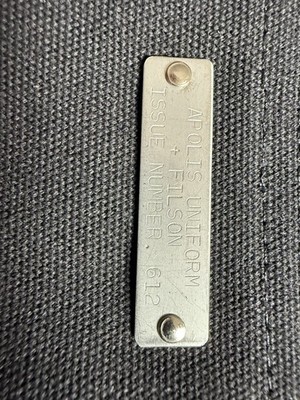 APOLIS UNIFORM
+ FILSON
ISSUE NUMBER 1612